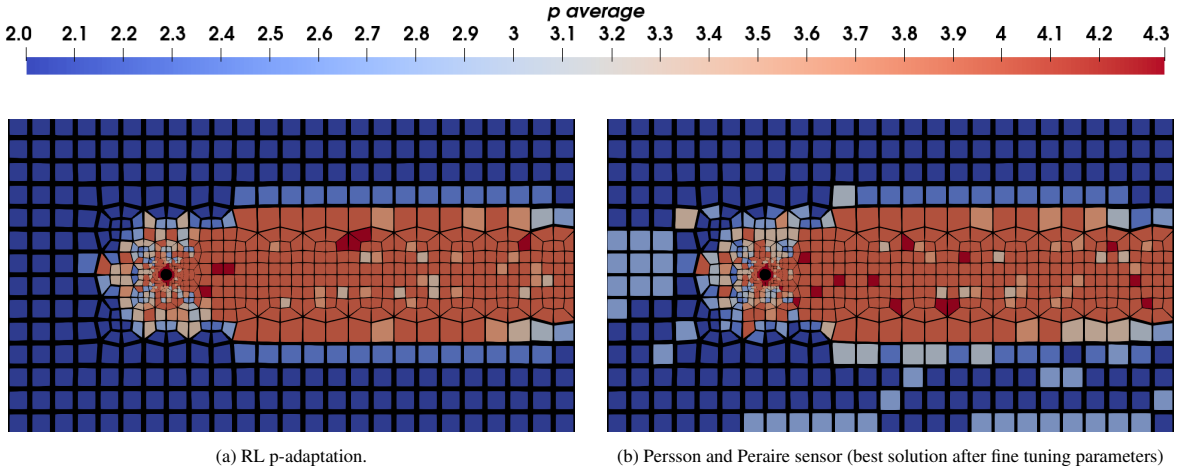 p average
2.0 2.1 2.2 2.3 2.4 2.5 2.6 2.7 2.8 2.9 3 3.1 3.2 3.3 3.4 3.5 3.6 3.7 3.8 3.9 4 4.1 4.2 4.3
(a) RL p-adaptation.
(b) Persson and Peraire sensor (best solution after fine tuning parameters)